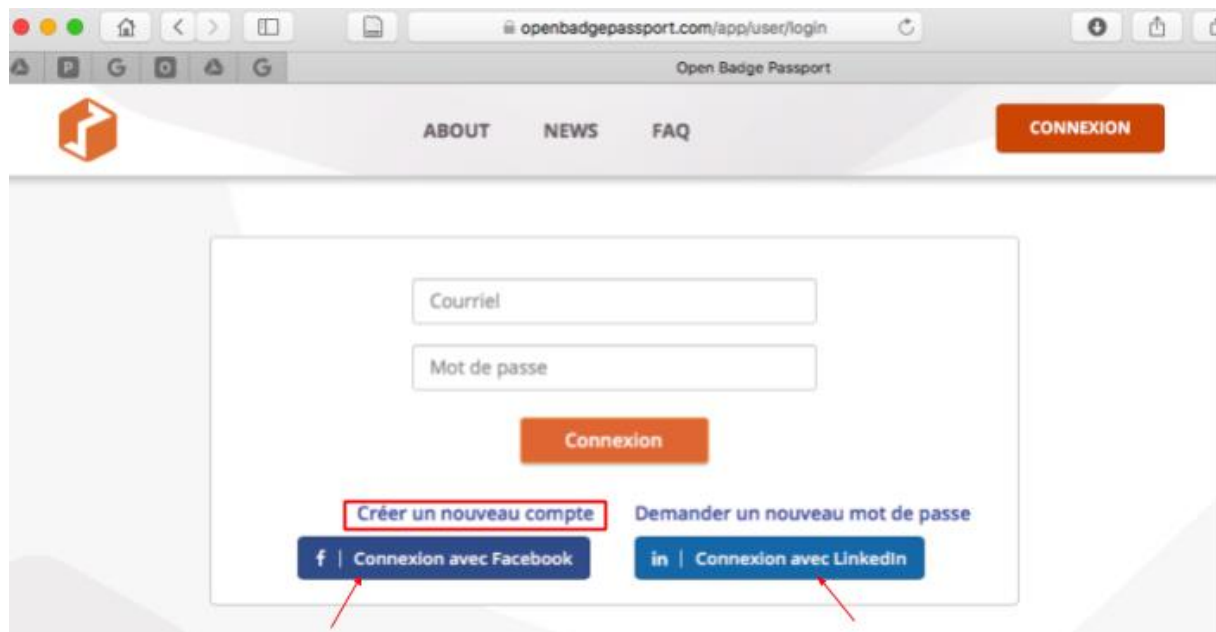 openbadgepassport.com/app/user/login
P G G Open Badge Passport
ABOUT NEWS FAQ CONNEXION
Courriel
Mot de passe
Connexion
Créer un nouveau compte Demander un nouveau mot de passe
f | Connexion avec Facebook in | Connexion avec LinkedIn